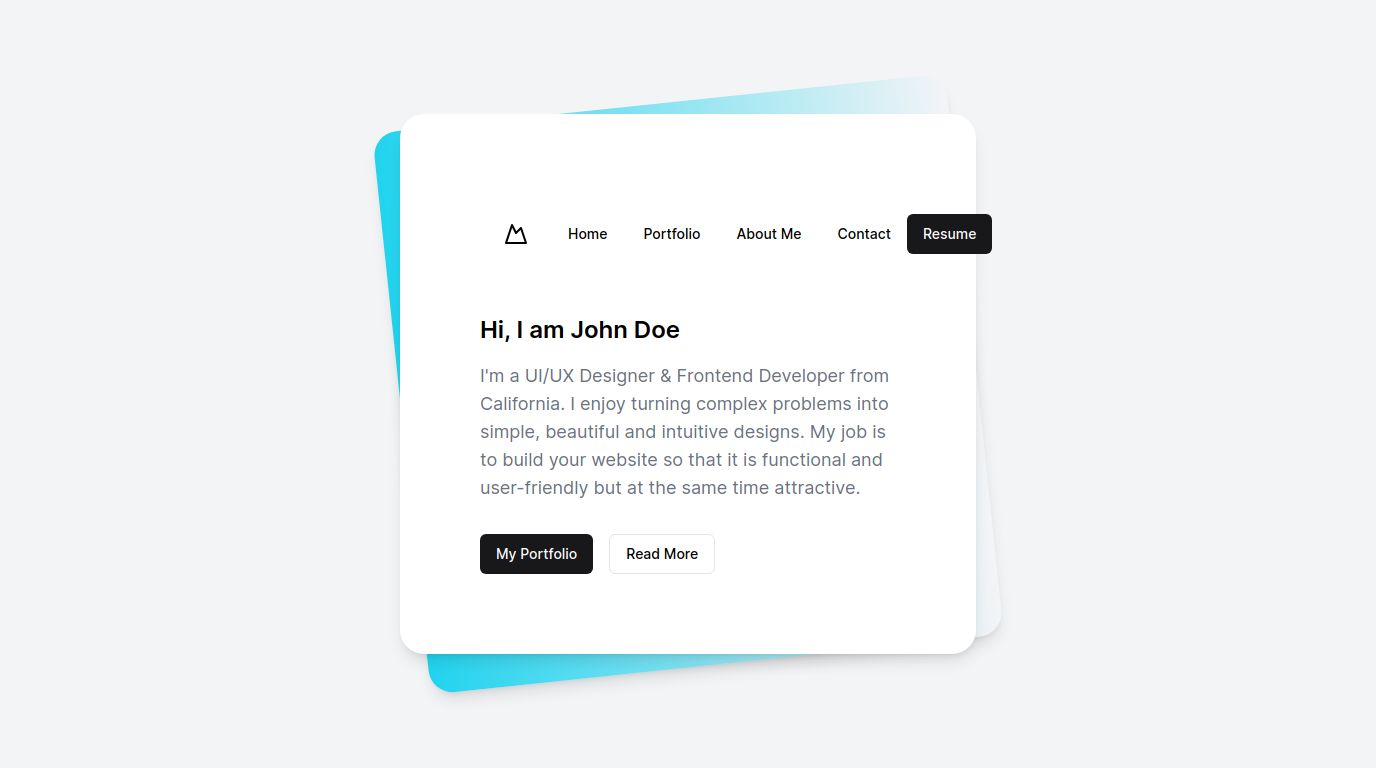 Home Portfolio About Me Contact Resume
Hi, I am John Doe
I'm a UI/UX Designer & Frontend Developer from
California. I enjoy turning complex problems into
simple, beautiful and intuitive designs. My job is
to build your website so that it is functional and
user-friendly but at the same time attractive.
My Portfolio Read More